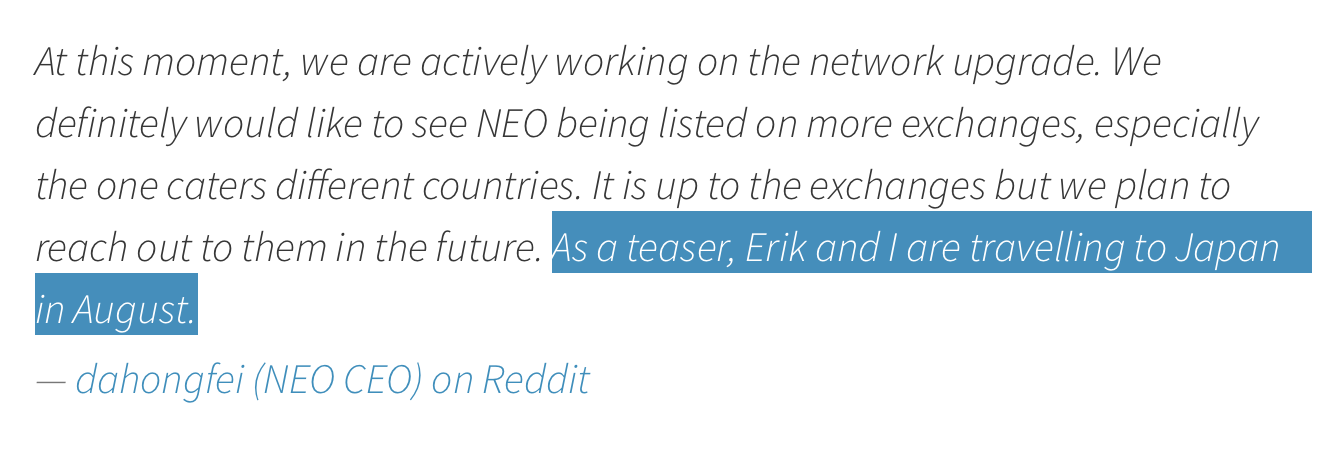 At this moment, we are actively working on the network upgrade. We
definitely would like to see NEO being listed on more exchanges, especially
the one caters different countries. It is up to the exchanges but we plan to
reach out to them in the future. As a teaser, Erik and I are travelling to Japan
in August.
— dahongfei (NEO CEO) on Reddit